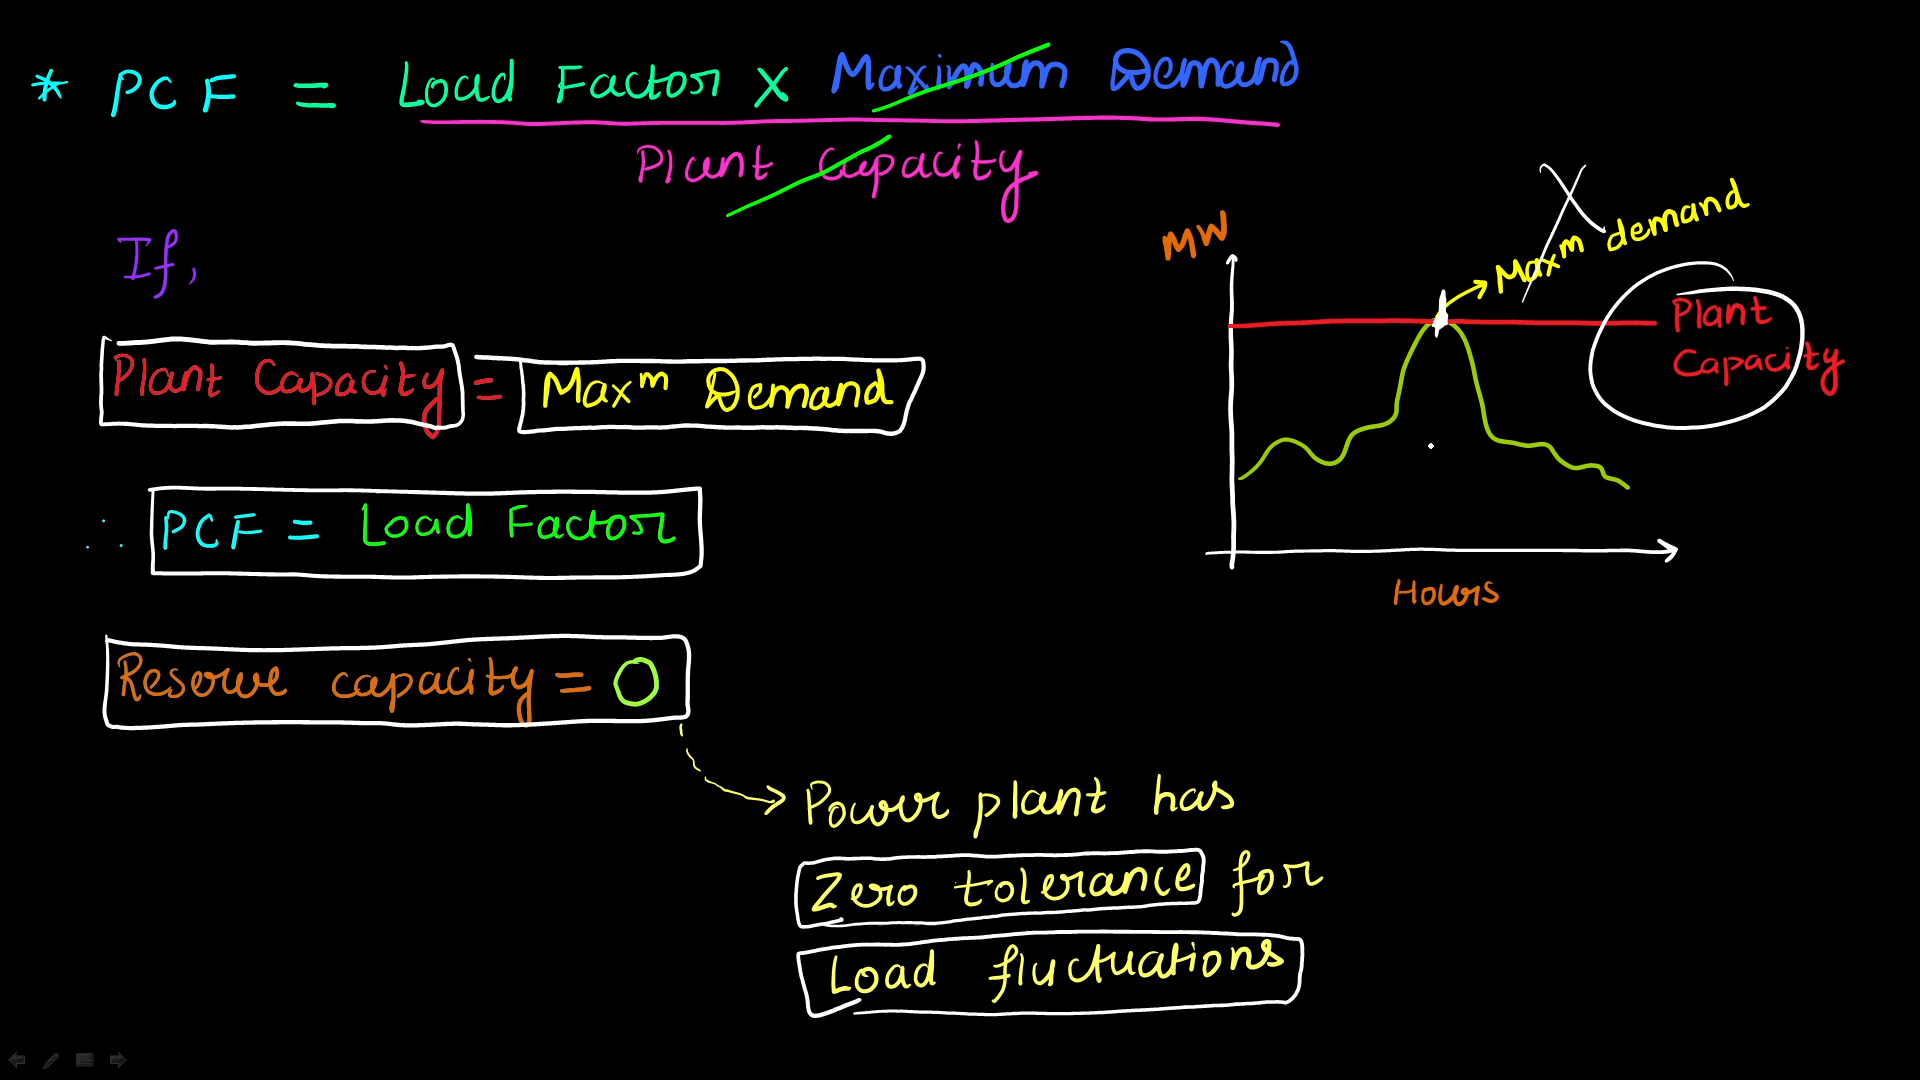 * PCF = Load Factor X Maximum Demand
Plant Capacity
If,
Plant Capacity = Maxᵐ Demand
∴ PCF = Load Factor
Reserve capacity = 0
Power plant has
Zero tolerance for
Load fluctuations
MW
Maxᵐ demand
Plant
Capacity
Hours